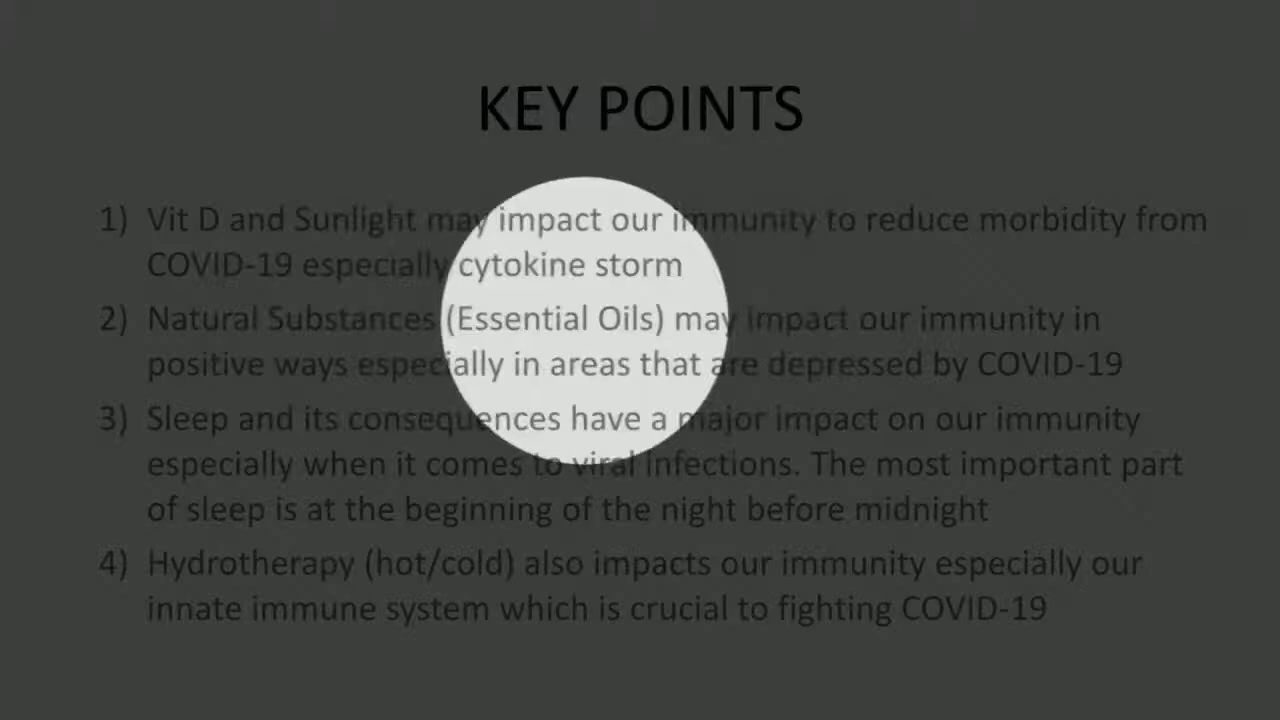 KEY POINTS
1) Vit D and Sunlight may impact our immunity to reduce morbidity from
COVID-19 especially cytokine storm
2) Natural Substances (Essential Oils) may impact our immunity in
positive ways especially in areas that are depressed by COVID-19
3) Sleep and its consequences have a major impact on our immunity
especially when it comes to viral infections. The most important part
of sleep is at the beginning of the night before midnight
4) Hydrotherapy (hot/cold) also impacts our immunity especially our
innate immune system which is crucial to fighting COVID-19